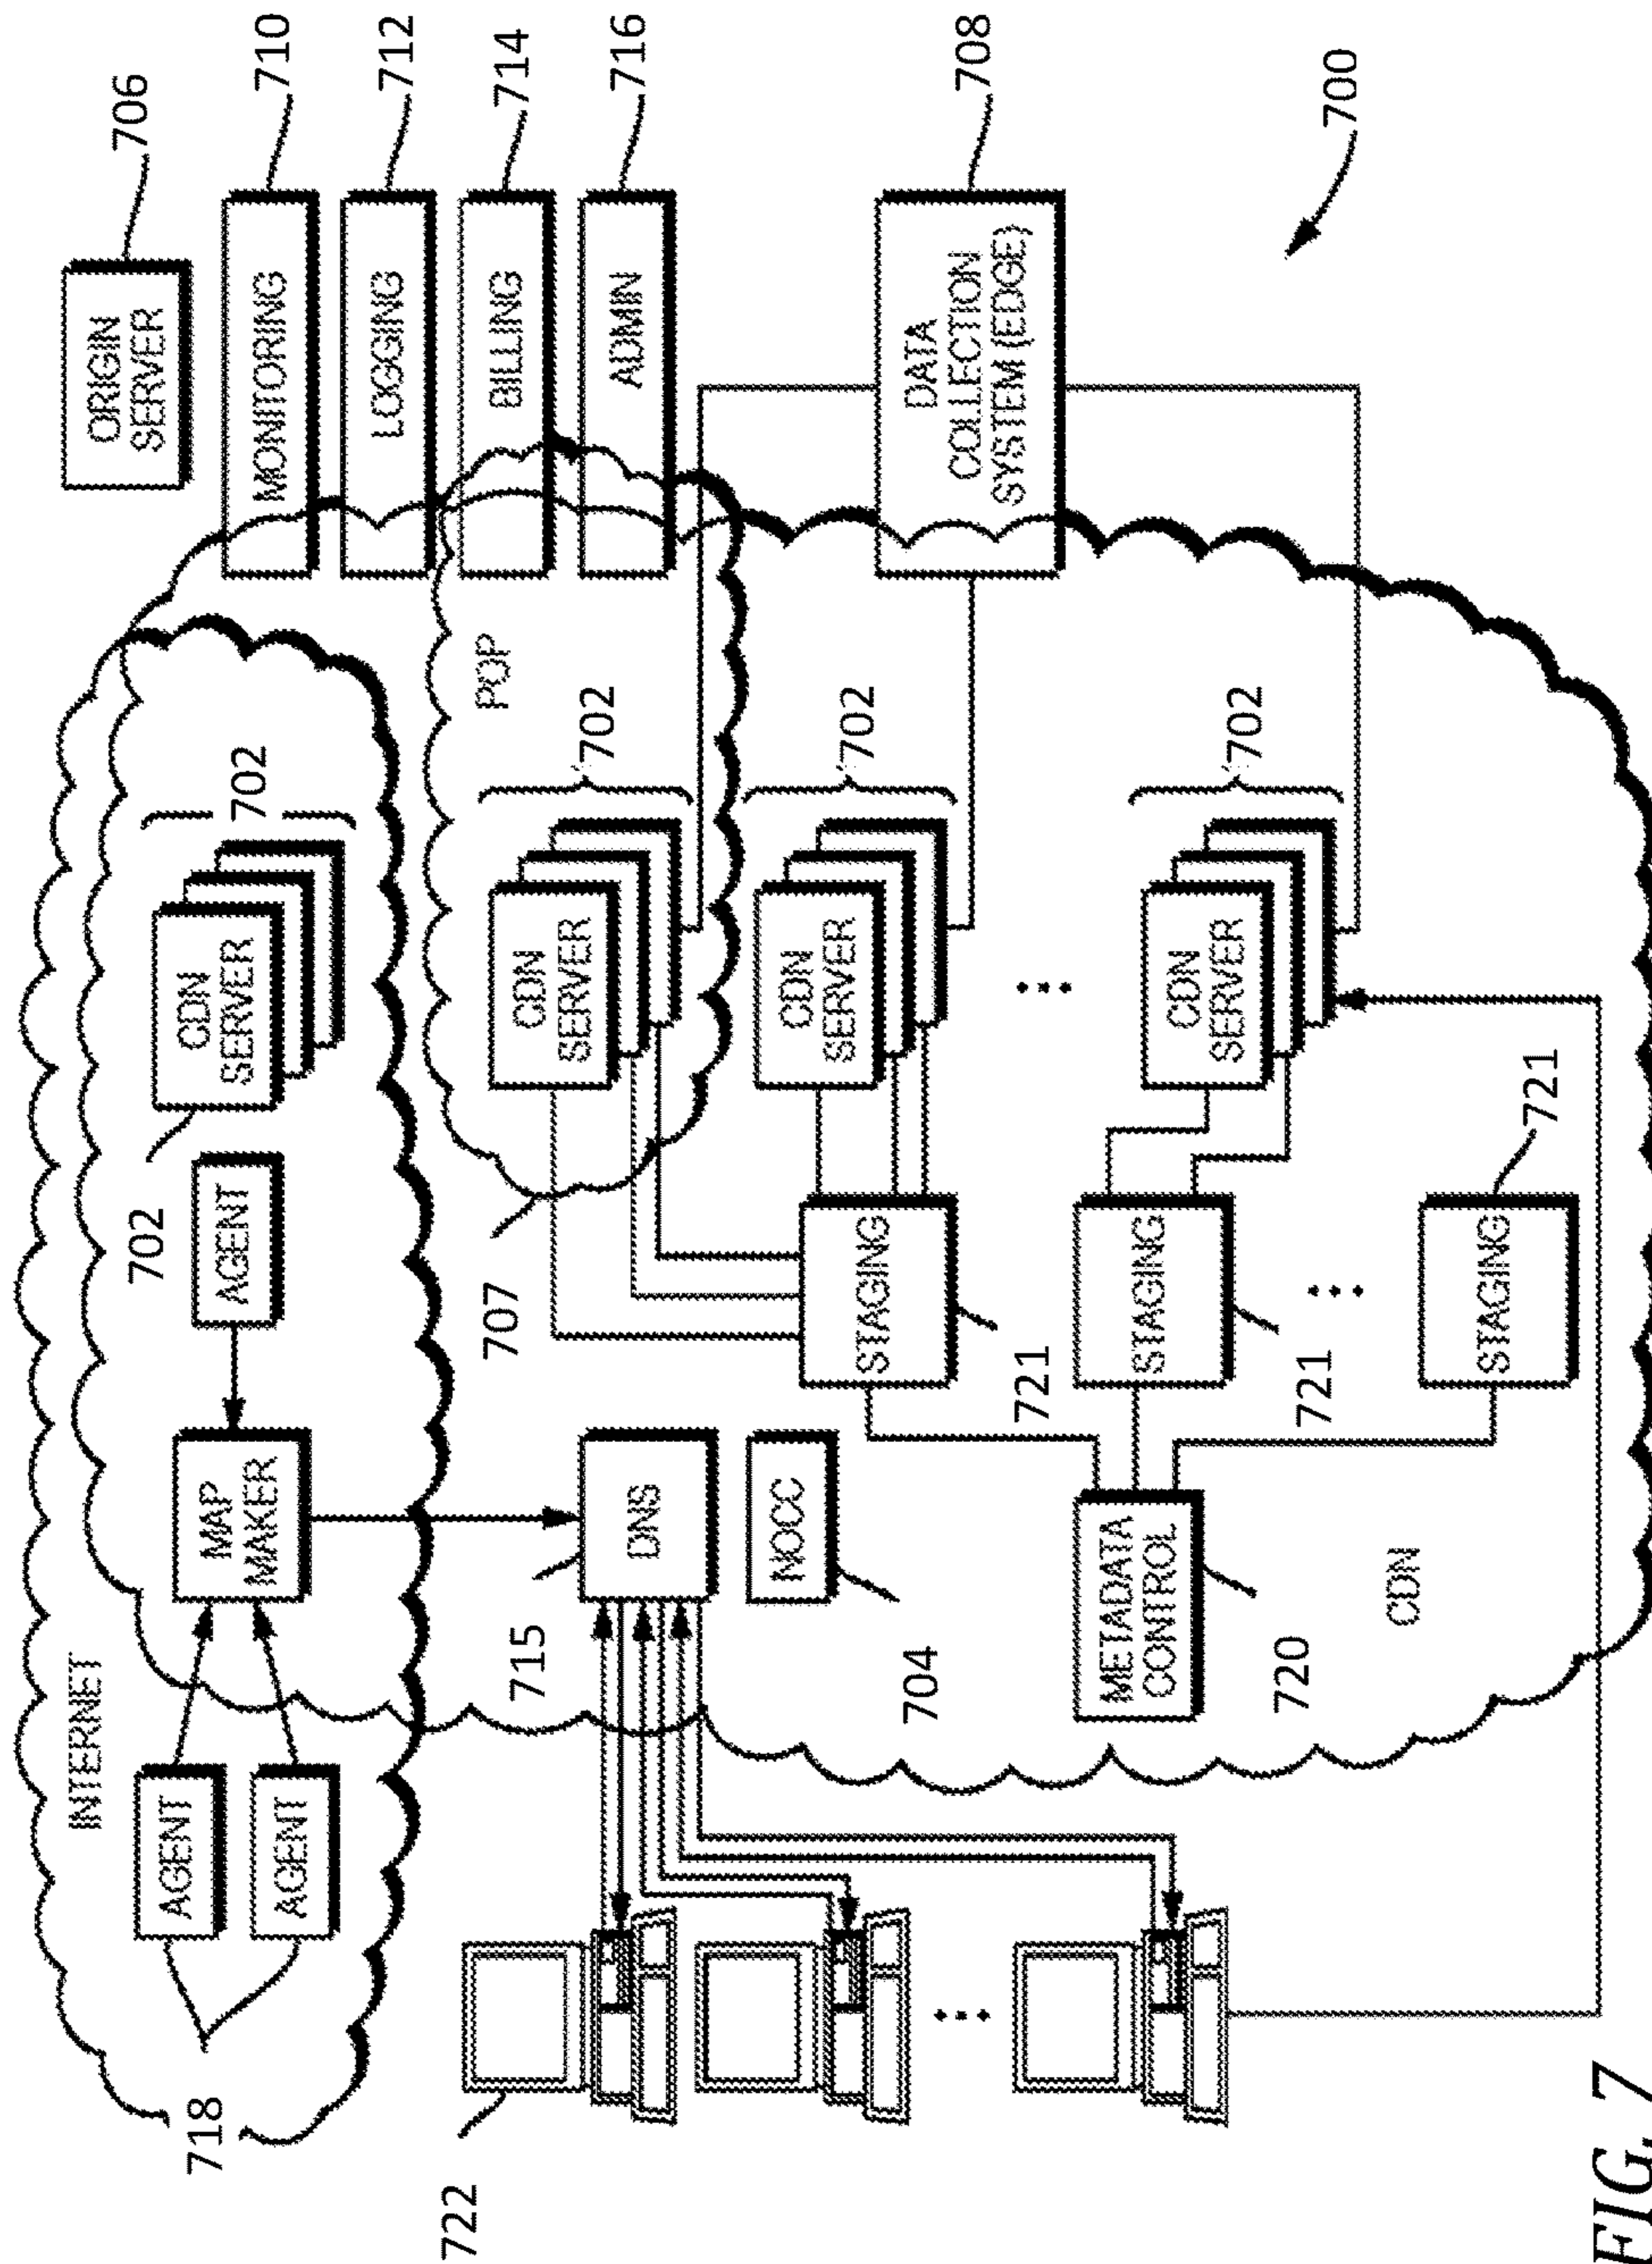 INTERNET
718
AGENT
AGENT
MAP
MAKER
AGENT
702
CDN
SERVER
702
ORIGIN
SERVER
706
MONITORING
710
LOGGING
712
BILLING
714
ADMIN
716
722
715
DNS
NOCC
704
707
POP
CDN
SERVER
702
CDN
SERVER
702
DATA
COLLECTION
SYSTEM (EDGE)
708
STAGING
721
METADATA
CONTROL
720
STAGING
721
CDN
SERVER
702
CDN
STAGING
721
700
FIG. 7